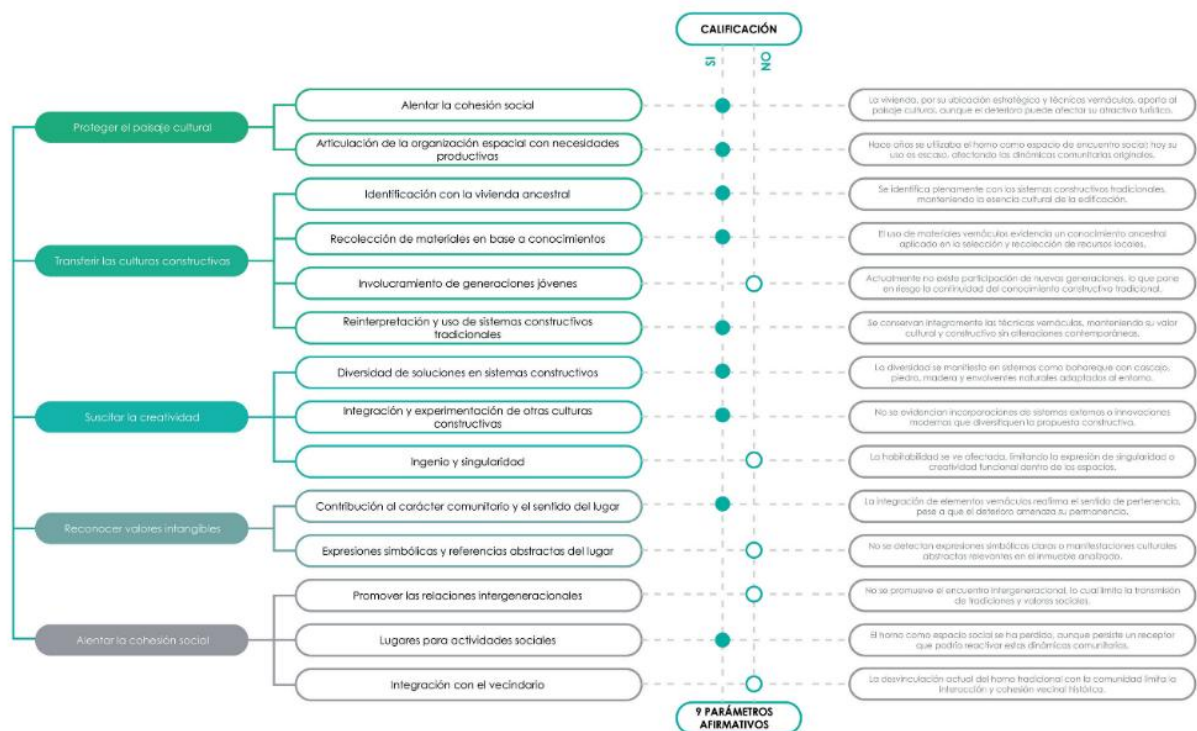 CALIFICACIÓN
SI
NO
Proteger el paisaje cultural
Alentar la cohesión social
La vivienda, por su ubicación estratégica y técnicas vernáculas, aporta al
paisaje cultural, aunque el deterioro puede afectar su atractivo turístico.
Articulación de la organización espacial con necesidades
productivas
Hace años se utilizaba el horno como espacio de encuentro social; hoy su
uso es escaso, afectando las dinámicas comunitarias originales.
Transferir las culturas constructivas
Identificación con la vivienda ancestral
Se identifica plenamente con los sistemas constructivos tradicionales,
manteniendo la esencia cultural de la edificación.
Recolección de materiales en base a conocimientos
El uso de materiales vernáculos evidencia un conocimiento ancestral
aplicado en la selección y recolección de recursos locales.
Involucramiento de generaciones jóvenes
Actualmente no existe participación de nuevas generaciones, lo que pone
en riesgo la continuidad del conocimiento constructivo tradicional.
Reinterpretación y uso de sistemas constructivos
tradicionales
Se conservan íntegramente las técnicas vernáculas, manteniendo su valor
cultural y constructivo sin alteraciones contemporáneas.
Suscitar la creatividad
Diversidad de soluciones en sistemas constructivos
La diversidad se manifiesta en sistemas como bahareque con cascajo,
piedra, madera y envolventes naturales adaptados al entorno.
Integración y experimentación de otras culturas
constructivas
No se evidencian incorporaciones de sistemas externos o innovaciones
modernas que diversifiquen la propuesta constructiva.
Ingenio y singularidad
La habitabilidad se ve afectada, limitando la expresión de singularidad o
creatividad funcional dentro de los espacios.
Reconocer valores intangibles
Contribución al carácter comunitario y el sentido del lugar
La integración de elementos vernáculos reafirma el sentido de pertenencia,
pese a que el deterioro amenaza su permanencia.
Expresiones simbólicas y referencias abstractas del lugar
No se detectan expresiones simbólicas claras o manifestaciones culturales
abstractas relevantes en el inmueble analizado.
Alentar la cohesión social
Promover las relaciones intergeneracionales
No se promueve el encuentro intergeneracional, lo cual limita la transmisión
de tradiciones y valores sociales.
Lugares para actividades sociales
El horno como espacio social se ha perdido, aunque persiste un receptor
que podría reactivar estas dinámicas comunitarias.
Integración con el vecindario
La desvinculación actual del horno tradicional con la comunidad limita la
interacción y cohesión vecinal histórica.
9 PARÁMETROS
AFIRMATIVOS